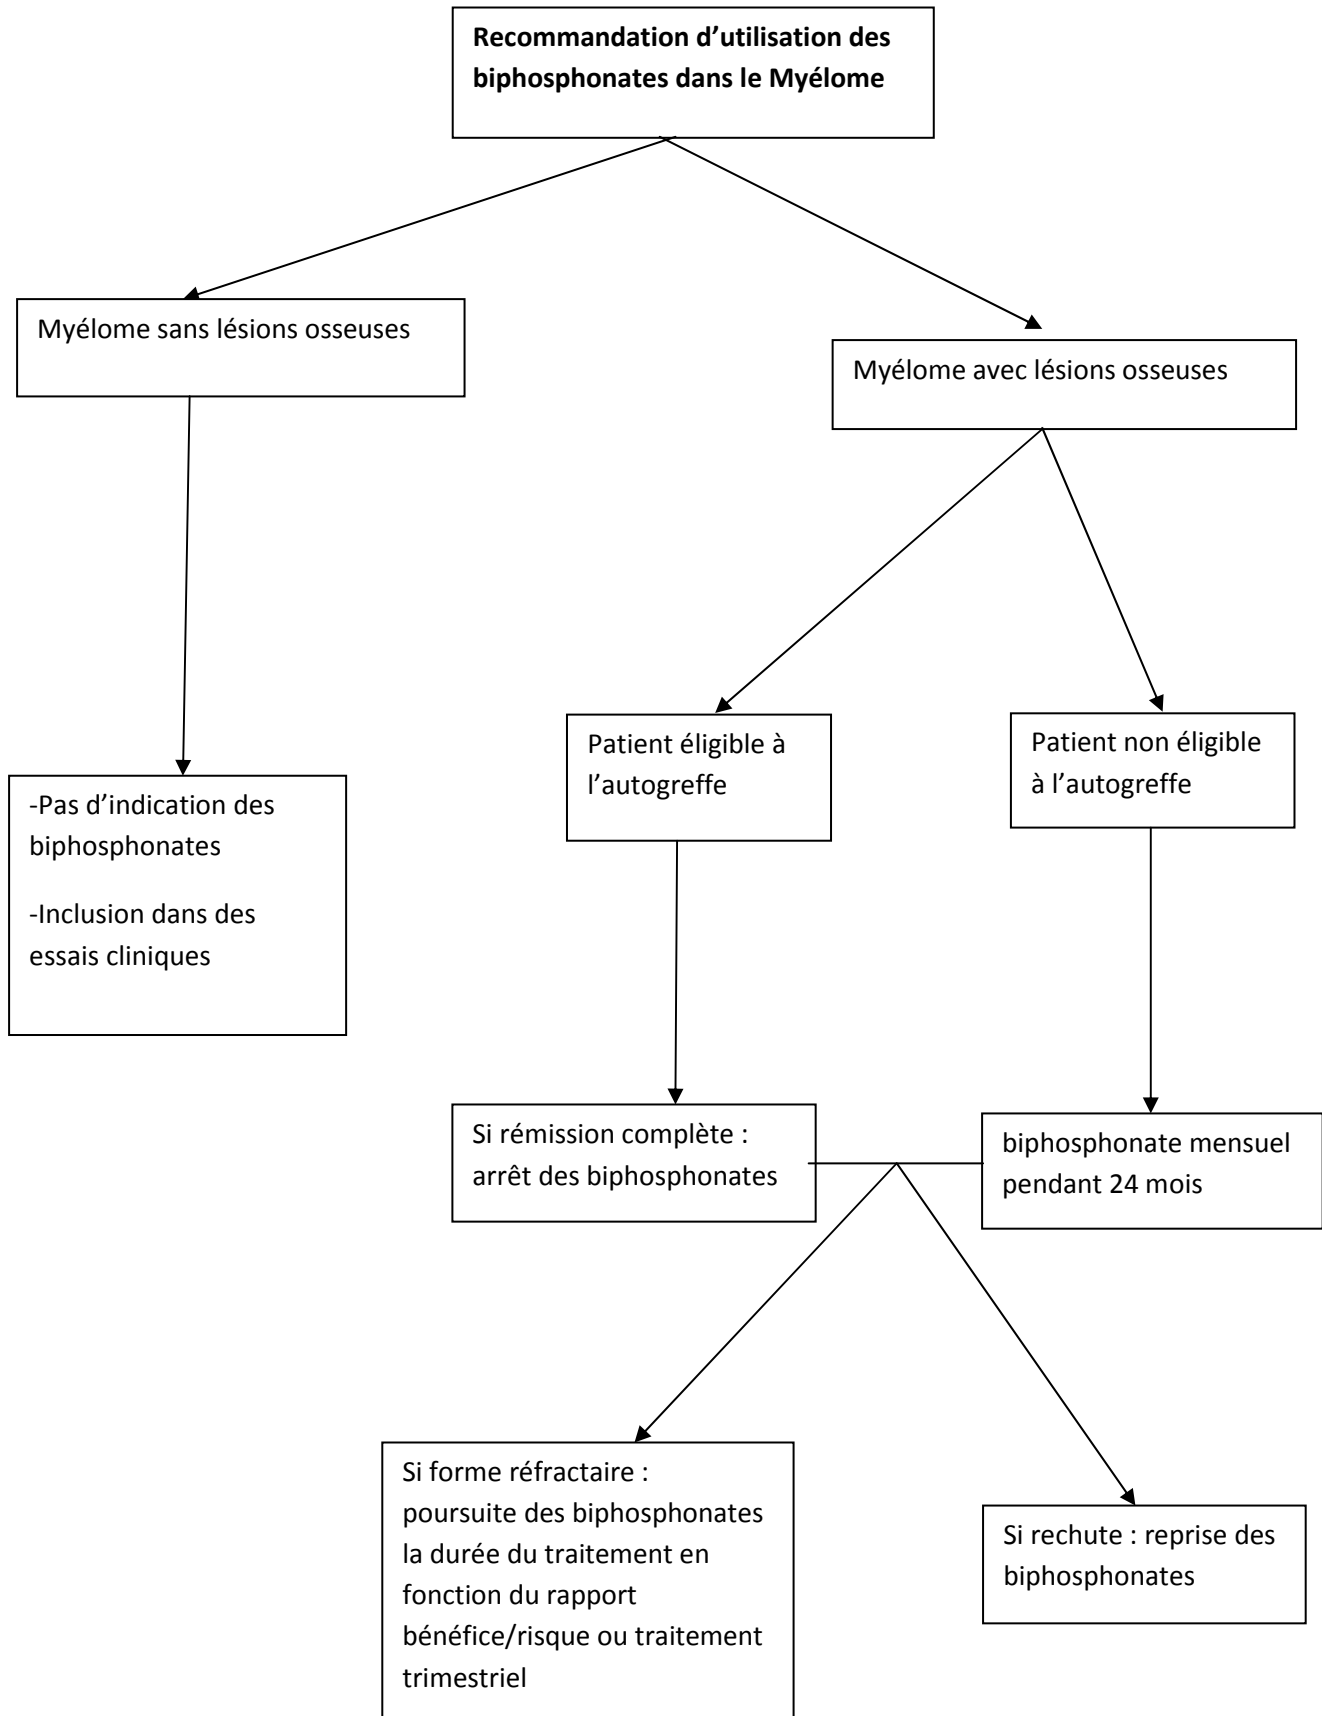 Recommandation d’utilisation des
biphosphonates dans le Myélome
Myélome sans lésions osseuses
Myélome avec lésions osseuses
Patient éligible à
l’autogreffe
Patient non éligible
à l’autogreffe
-Pas d’indication des
biphosphonates
-Inclusion dans des
essais cliniques
Si rémission complète :
arrêt des biphosphonates
biphosphonate mensuel
pendant 24 mois
Si forme réfractaire :
poursuite des biphosphonates
la durée du traitement en
fonction du rapport
bénéfice/risque ou traitement
trimestriel
Si rechute : reprise des
biphosphonates